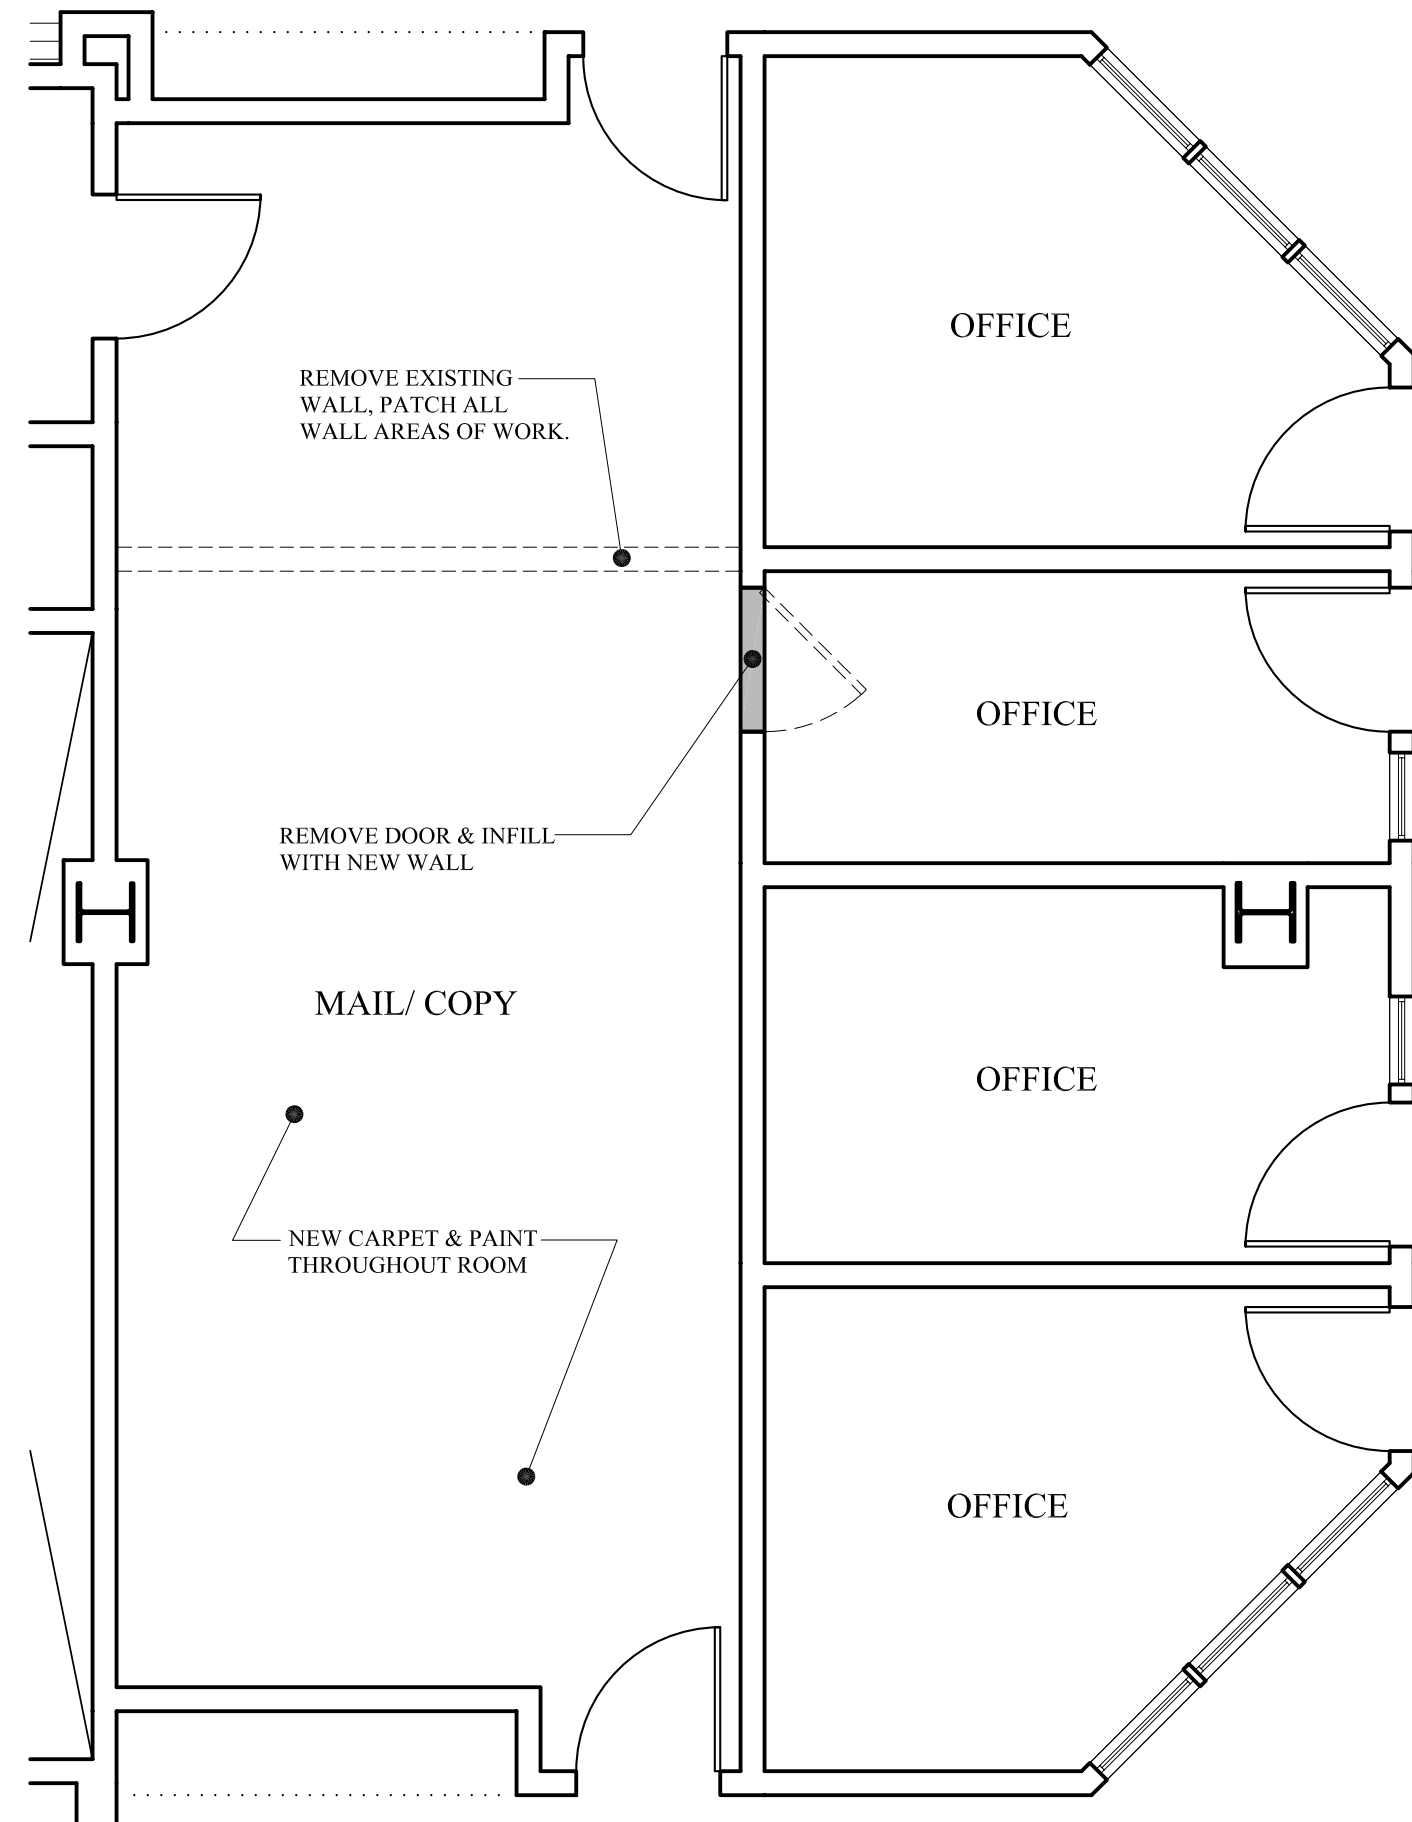 OFFICE
REMOVE EXISTING
WALL, PATCH ALL
WALL AREAS OF WORK.
OFFICE
REMOVE DOOR & INFILL
WITH NEW WALL
MAIL/ COPY
OFFICE
NEW CARPET & PAINT
THROUGHOUT ROOM
OFFICE